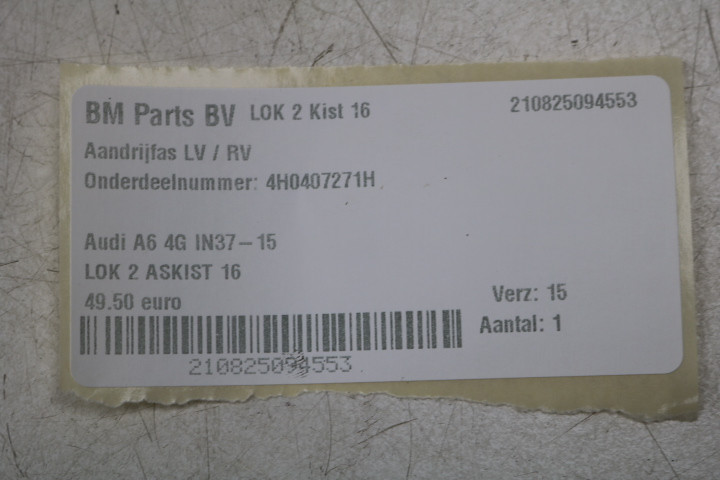 BM Parts BV LOK 2 Kist 16 210825094553
Aandrijfas LV / RV
Onderdeelnummer: 4H0407271H
Audi A6 4G IN37-15
LOK 2 ASKIST 16
49.50 euro
Verz: 15
Aantal: 1
210825094553